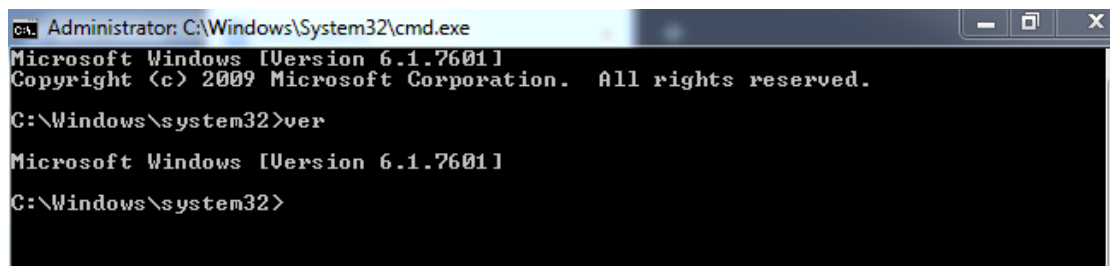 Administrator: C:\Windows\System32\cmd.exe
Microsoft Windows [Version 6.1.7601]
Copyright (c) 2009 Microsoft Corporation.  All rights reserved.
C:\Windows\system32>ver
Microsoft Windows [Version 6.1.7601]
C:\Windows\system32>